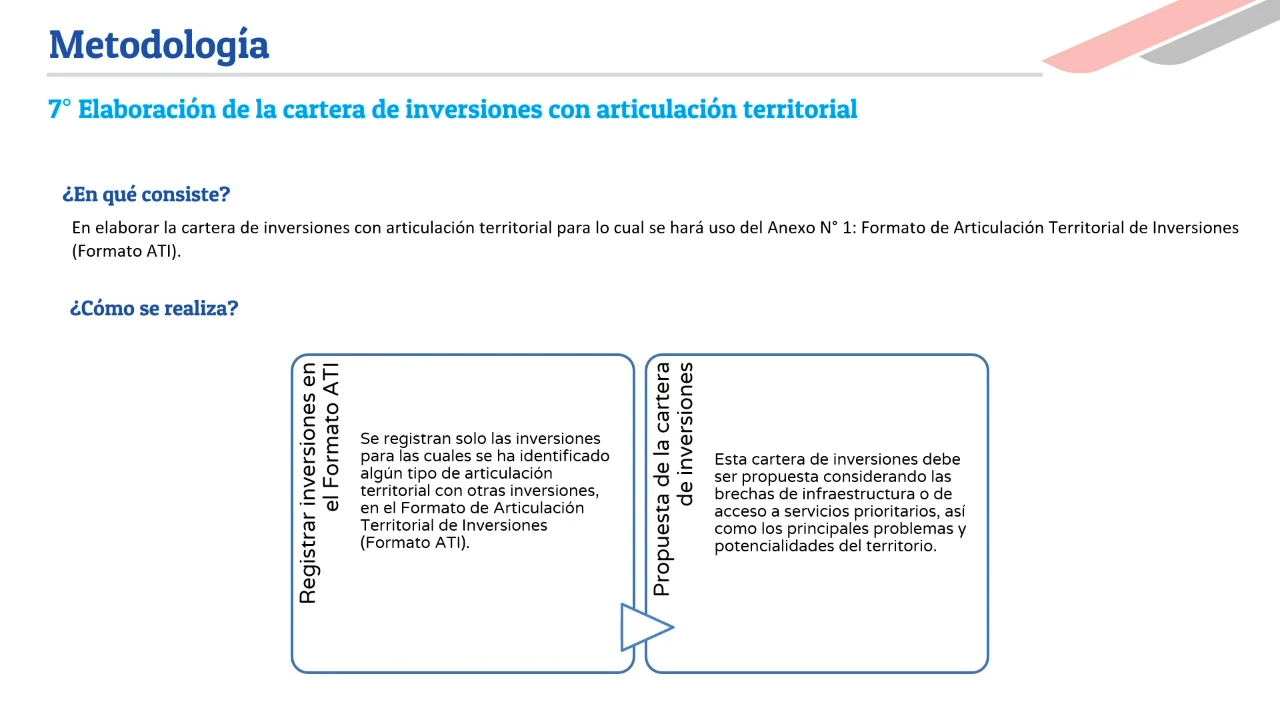 Metodología
7° Elaboración de la cartera de inversiones con articulación territorial
¿En qué consiste?
En elaborar la cartera de inversiones con articulación territorial para lo cual se hará uso del Anexo N° 1: Formato de Articulación Territorial de Inversiones
(Formato ATI).
¿Cómo se realiza?
Registrar inversiones en
el Formato ATI
Se registran solo las inversiones
para las cuales se ha identificado
algún tipo de articulación
territorial con otras inversiones,
en el Formato de Articulación
Territorial de Inversiones
(Formato ATI).
Propuesta de la cartera
de inversiones
Esta cartera de inversiones debe
ser propuesta considerando las
brechas de infraestructura o de
acceso a servicios prioritarios, así
como los principales problemas y
potencialidades del territorio.